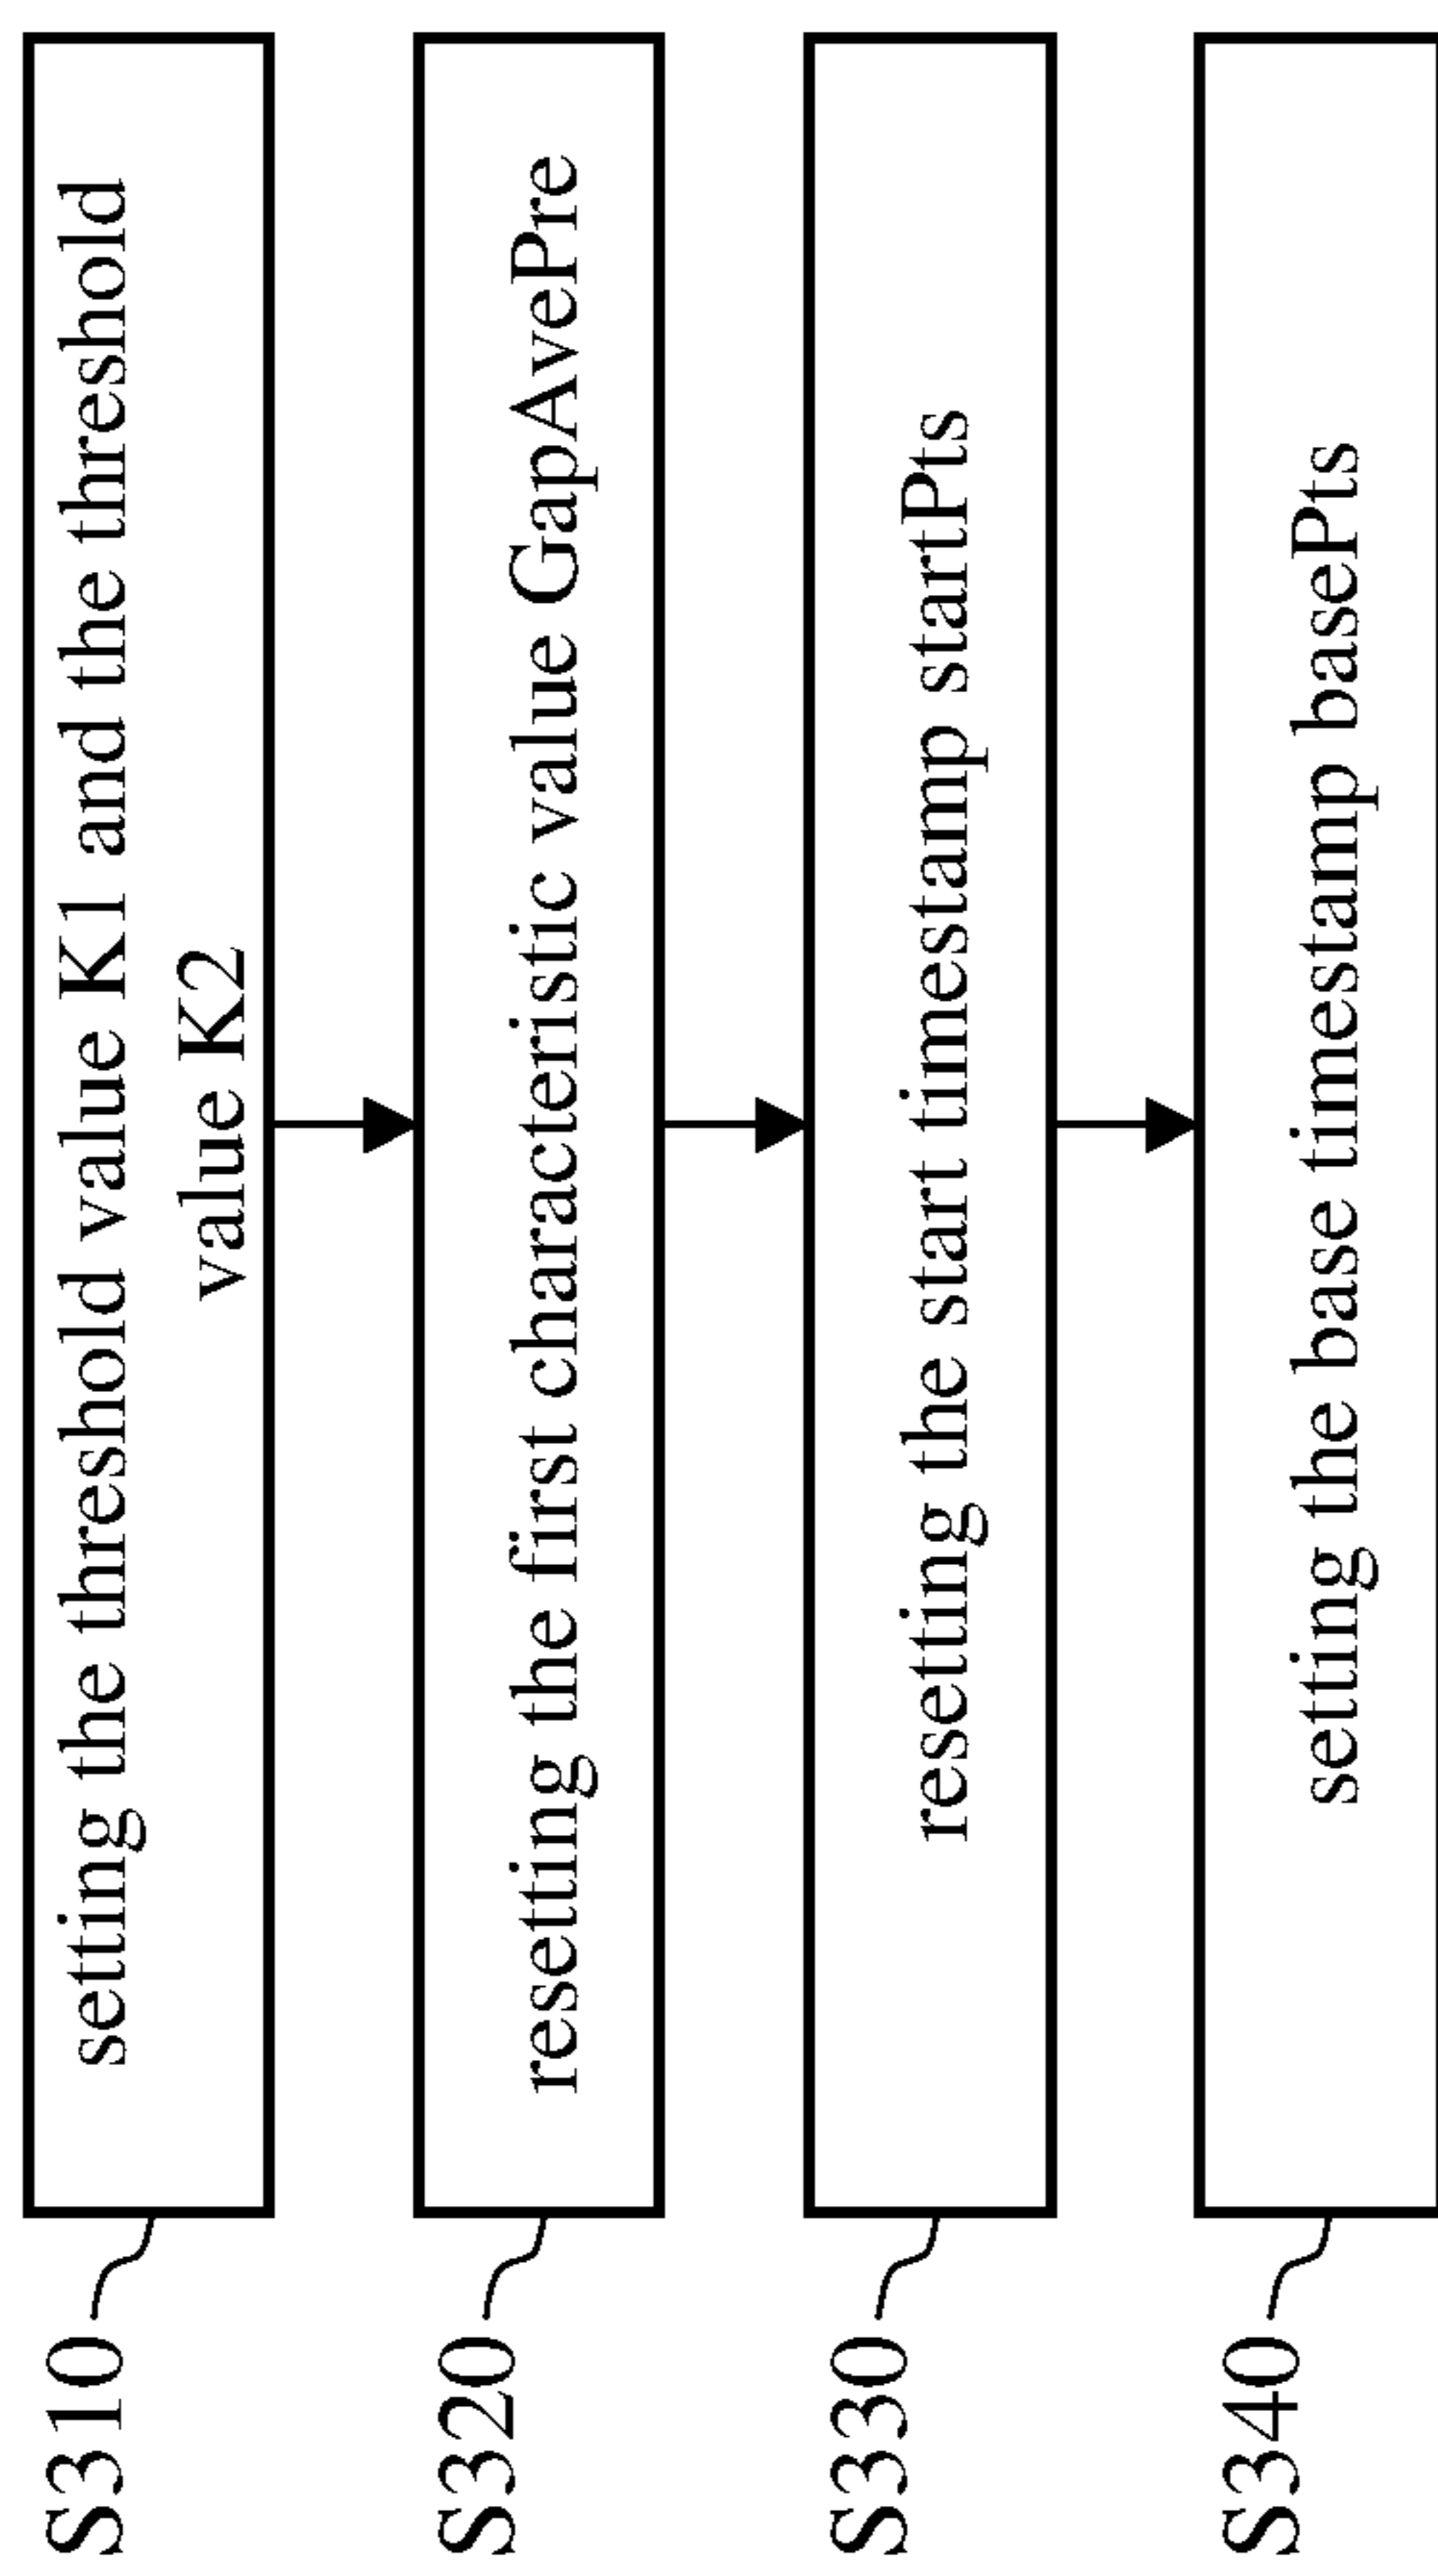 S310
setting the threshold value K1 and the threshold
value K2
S320
resetting the first characteristic value GapAvePre
S330
resetting the start timestamp startPts
S340
setting the base timestamp basePts